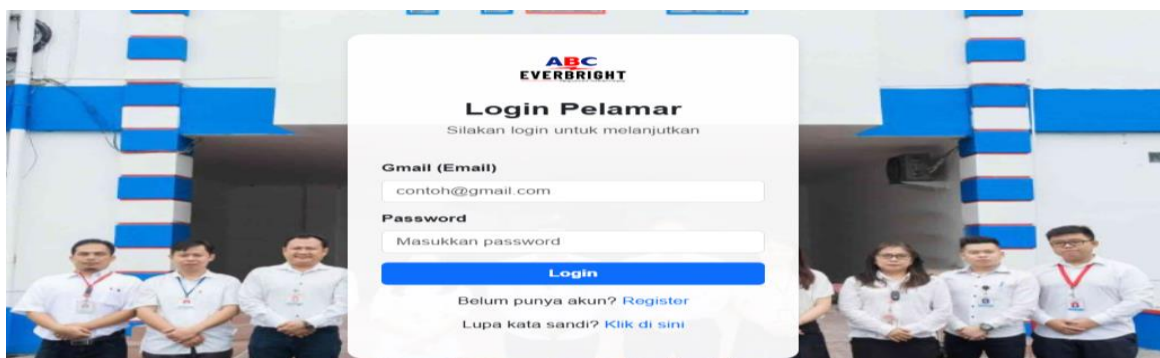 ABC
EVERBRIGHT
Login Pelamar
Silakan login untuk melanjutkan
Gmail (Email)
contoh@gmail.com
Password
Masukkan password
Login
Belum punya akun? Register
Lupa kata sandi? Klik di sini